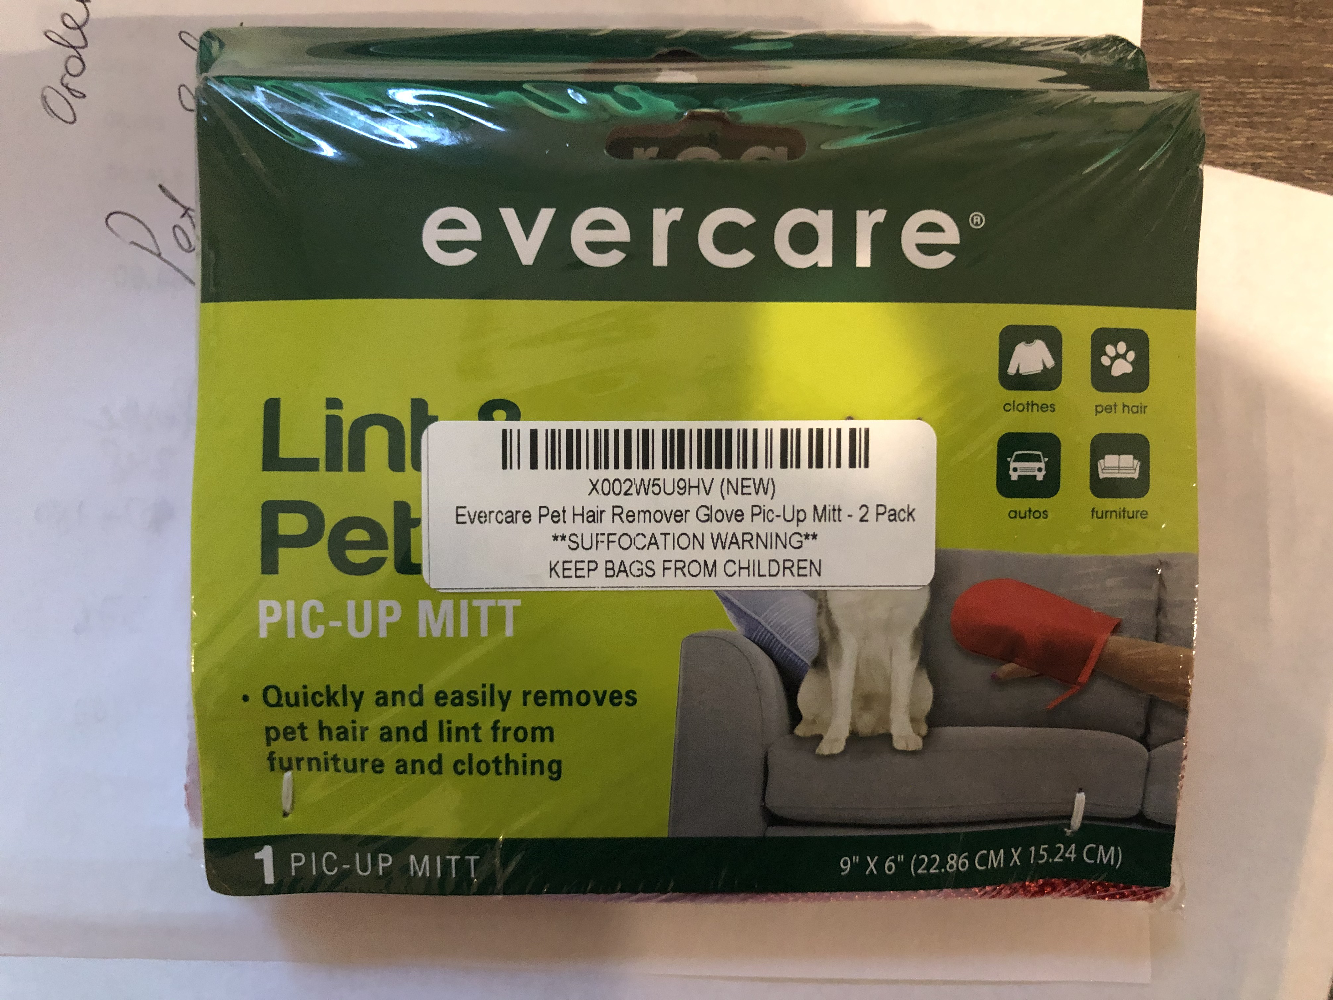 Order
Pet
evercare®
clothes
pet hair
autos
furniture
Lint &
Pet
PIC-UP MITT
X002W5U9HV (NEW)
Evercare Pet Hair Remover Glove Pic-Up Mitt - 2 Pack
**SUFFOCATION WARNING**
KEEP BAGS FROM CHILDREN
• Quickly and easily removes
pet hair and lint from
furniture and clothing
1 PIC-UP MITT
9" X 6" (22.86 CM X 15.24 CM)